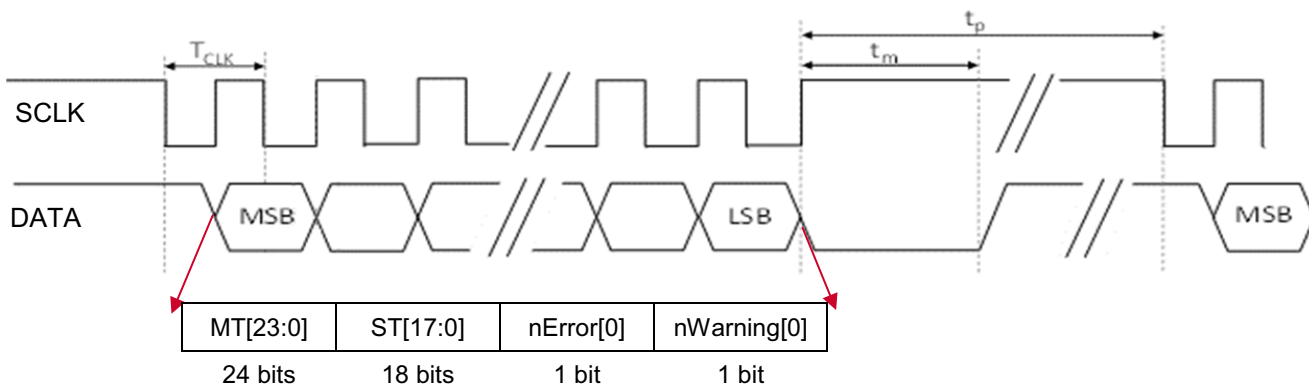 t_p
T_CLK
t_m
SCLK
DATA
MSB
LSB
MSB
MT[23:0] ST[17:0] nError[0] nWarning[0]
24 bits 18 bits 1 bit 1 bit